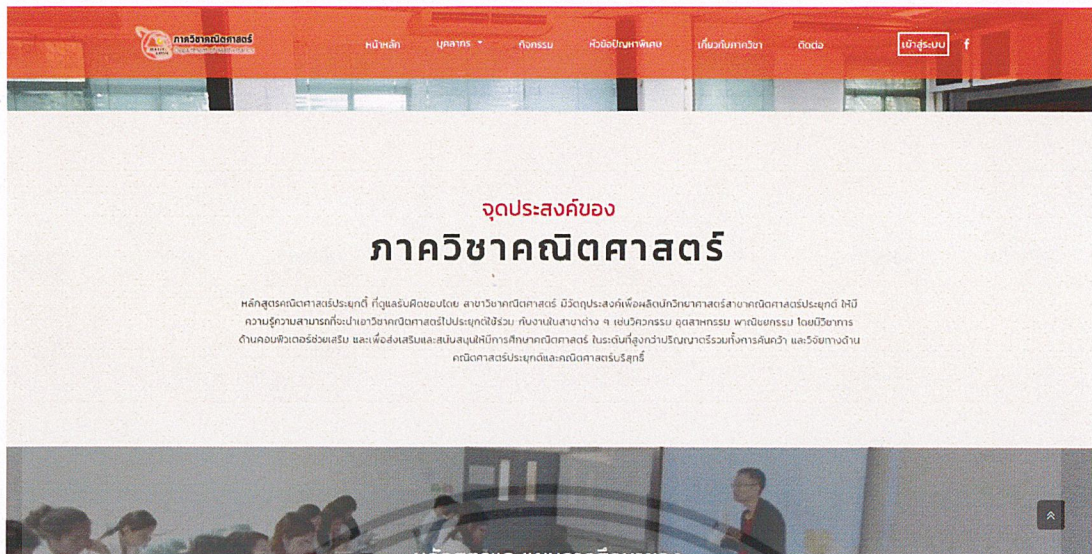 ภาควิชาคณิตศาสตร์
Department of Mathematics
หน้าหลัก บุคลากร กิจกรรม หัวข้อปัญหาพิเศษ เกี่ยวกับภาควิชา ติดต่อ เข้าสู่ระบบ f
จุดประสงค์ของ
ภาควิชาคณิตศาสตร์
หลักสูตรคณิตศาสตร์ประยุกต์ ที่ดูแลรับผิดชอบโดย สาขาวิชาคณิตศาสตร์ มีวัตถุประสงค์เพื่อผลิตนักวิทยาศาสตร์สาขาคณิตศาสตร์ประยุกต์ ให้มี
ความรู้ความสามารถที่จะนำเอาวิชาคณิตศาสตร์ไปประยุกต์ใช้ร่วม กับงานในสาขาต่าง ๆ เช่นวิศวกรรม อุตสาหกรรม พาณิชยกรรม โดยมีวิชาการ
ด้านคอมพิวเตอร์ช่วยเสริม และเพื่อส่งเสริมและสนับสนุนให้มีการศึกษาคณิตศาสตร์ ในระดับที่สูงกว่าปริญญาตรีรวมทั้งการค้นคว้า และวิจัยทางด้าน
คณิตศาสตร์ประยุกต์และคณิตศาสตร์บริสุทธิ์